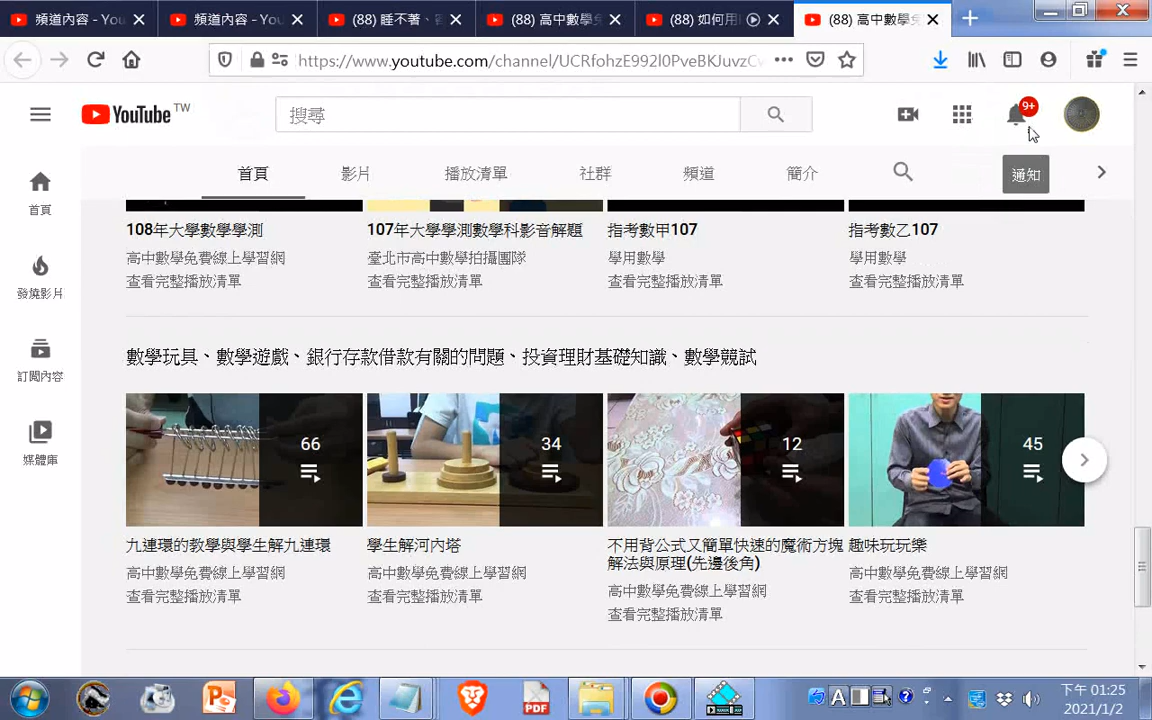 頻道內容 - You
頻道內容 - You
(88) 睡不著、
(88) 高中數學免
(88) 如何用
(88) 高中數學免
https://www.youtube.com/channel/UCRfohzE992l0PveBKJuvzCw
YouTube TW
搜尋
9+
首頁
影片
播放清單
社群
頻道
簡介
通知
首頁
發燒影片
訂閱內容
媒體庫
108年大學數學學測
高中數學免費線上學習網
查看完整播放清單
107年大學學測數學科影音解題
臺北市高中數學拍攝團隊
查看完整播放清單
指考數甲107
學用數學
查看完整播放清單
指考數乙107
學用數學
查看完整播放清單
數學玩具、數學遊戲、銀行存款借款有關的問題、投資理財基礎知識、數學競試
66
34
12
45
九連環的教學與學生解九連環
高中數學免費線上學習網
查看完整播放清單
學生解河內塔
高中數學免費線上學習網
查看完整播放清單
不用背公式又簡單快速的魔術方塊
解法與原理(先邊後角)
高中數學免費線上學習網
查看完整播放清單
趣味玩玩樂
高中數學免費線上學習網
查看完整播放清單
PDF
A
下午 01:25
2021/1/2